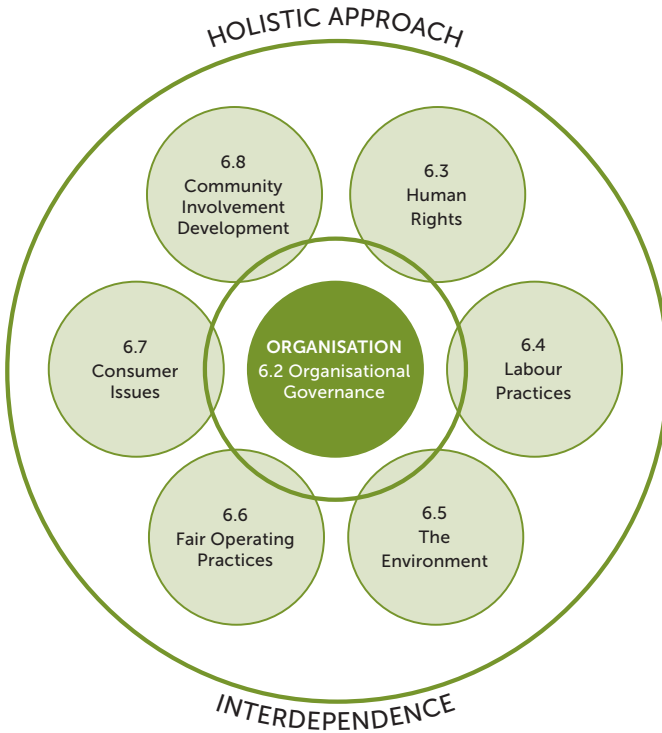 HOLISTIC APPROACH
6.8
Community
Involvement
Development
6.3
Human
Rights
6.7
Consumer
Issues
ORGANISATION
6.2 Organisational
Governance
6.4
Labour
Practices
6.6
Fair Operating
Practices
6.5
The
Environment
INTERDEPENDENCE